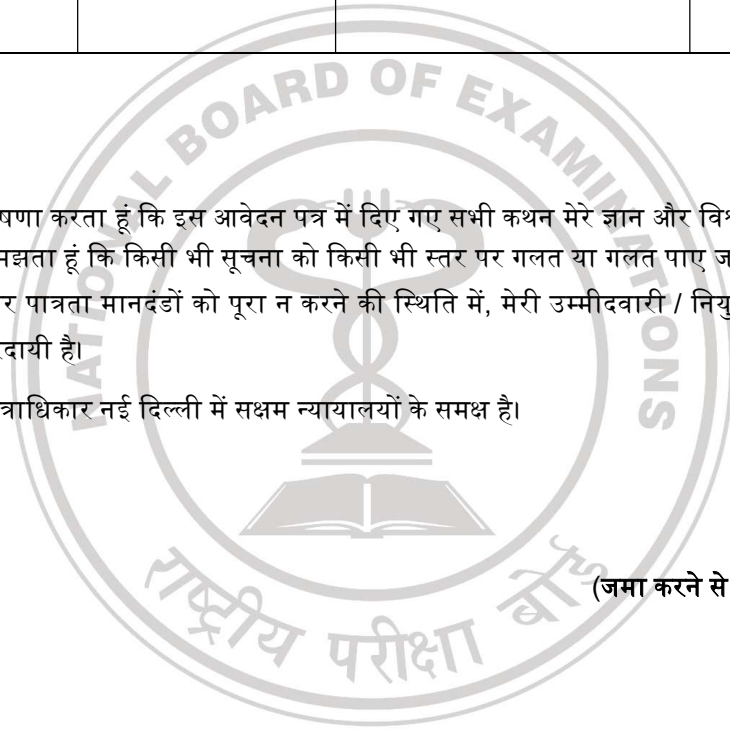 NATIONAL BOARD OF EXAMINATIONS
षणा करता हूं कि इस आवेदन पत्र में दिए गए सभी कथन मेरे ज्ञान और विश
मझता हूं कि किसी भी सूचना को किसी भी स्तर पर गलत या गलत पाए ज
र पात्रता मानदंडों को पूरा न करने की स्थिति में, मेरी उम्मीदवारी / नियु
दायी है।
त्राधिकार नई दिल्ली में सक्षम न्यायालयों के समक्ष है।
(जमा करने से
राष्ट्रीय परीक्षा बोर्ड